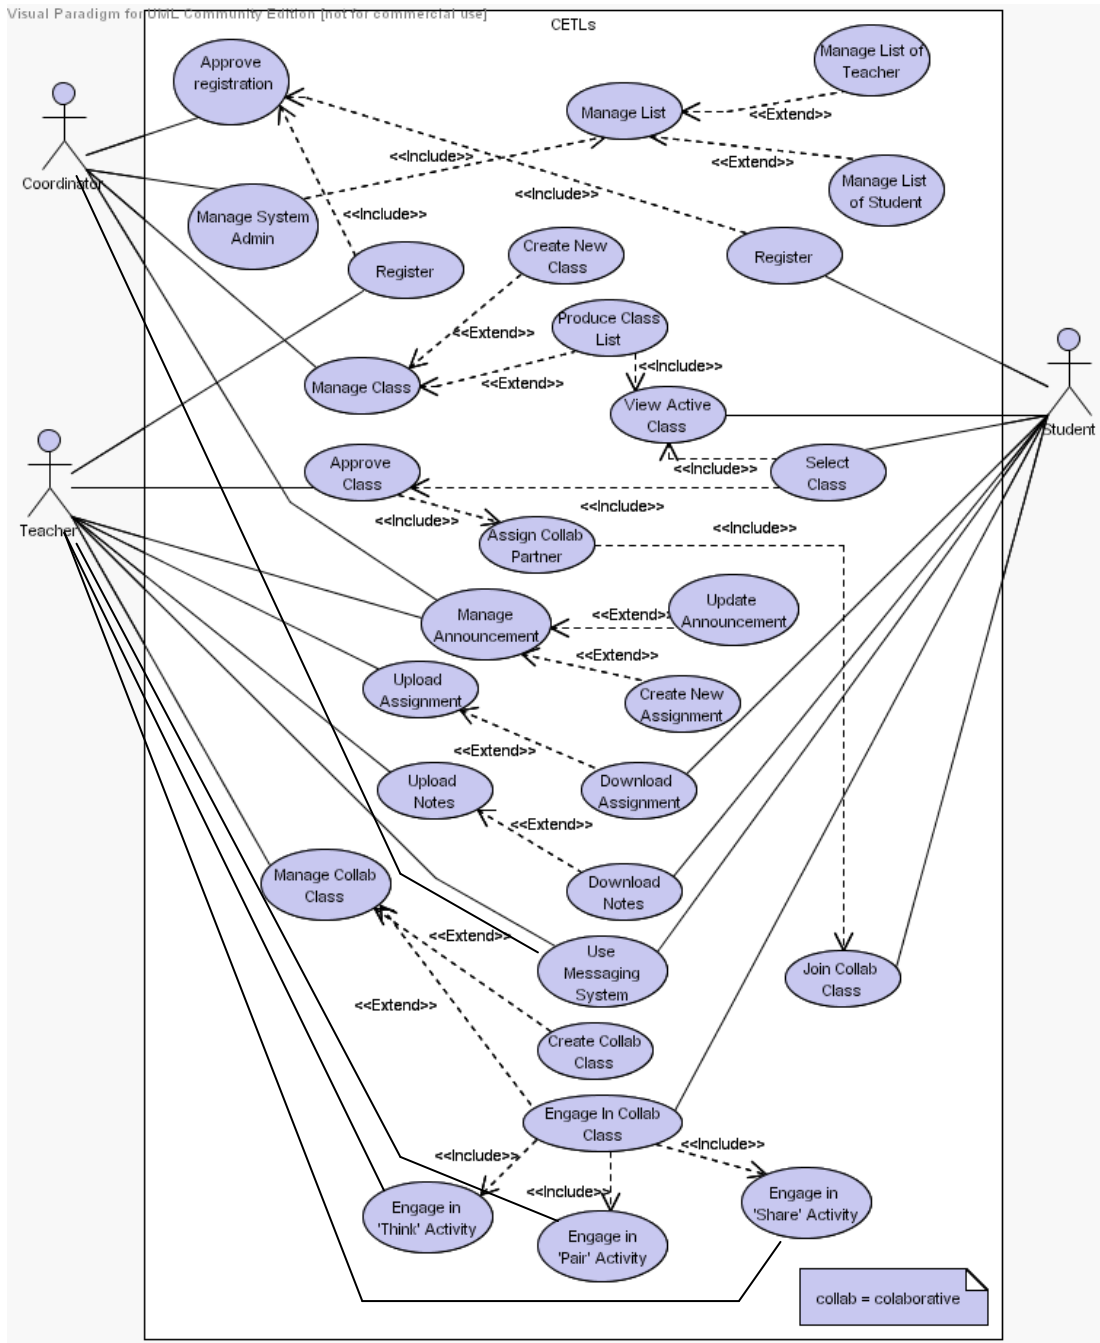 Visual Paradigm for UML Community Edition [not for commercial use]
CETLs
Approve
registration
Manage List of
Teacher
Manage List
<<Extend>>
Coordinator
<<Include>>
<<Extend>>
Manage List
of Student
<<Include>>
Manage System
Admin
<<Include>>
Create New
Class
Register
Register
Produce Class
List
<<Extend>>
<<Include>>
Manage Class
<<Extend>>
View Active
Class
Student
Approve
Class
<<Include>>
Select
Class
<<Include>>
<<Include>>
<<Include>>
Teacher
Assign Collab
Partner
Manage
Announcement
<<Extend>>
Update
Announcement
<<Extend>>
Upload
Assignment
Create New
Assignment
<<Extend>>
Upload
Notes
Download
Assignment
<<Extend>>
Manage Collab
Class
Download
Notes
<<Extend>>
Use
Messaging
System
Join Collab
Class
<<Extend>>
Create Collab
Class
Engage In Collab
Class
<<Include>>
<<Include>>
<<Include>>
Engage in
'Think' Activity
Engage in
'Pair' Activity
Engage in
'Share' Activity
collab = colaborative